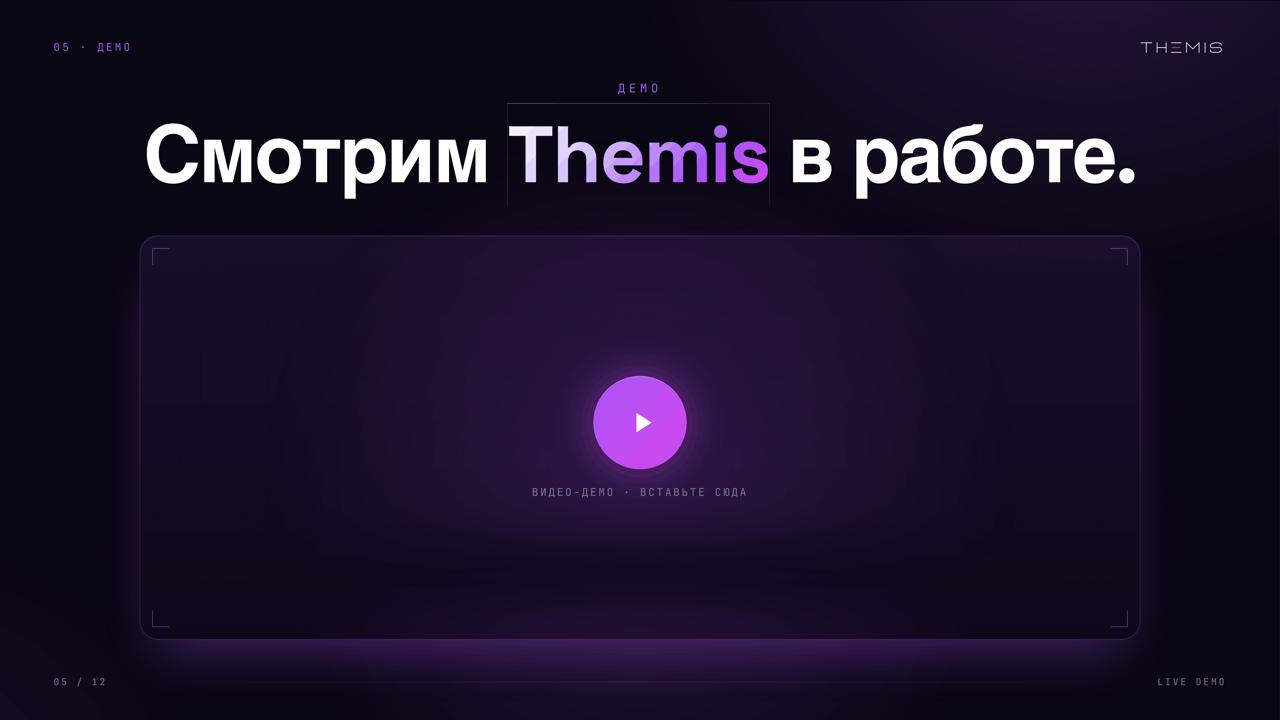 05 · ДЕМО
THEMIS
ДЕМО
Смотрим Themis в работе.
ВИДЕО-ДЕМО · ВСТАВЬТЕ СЮДА
05 / 12
LIVE DEMO